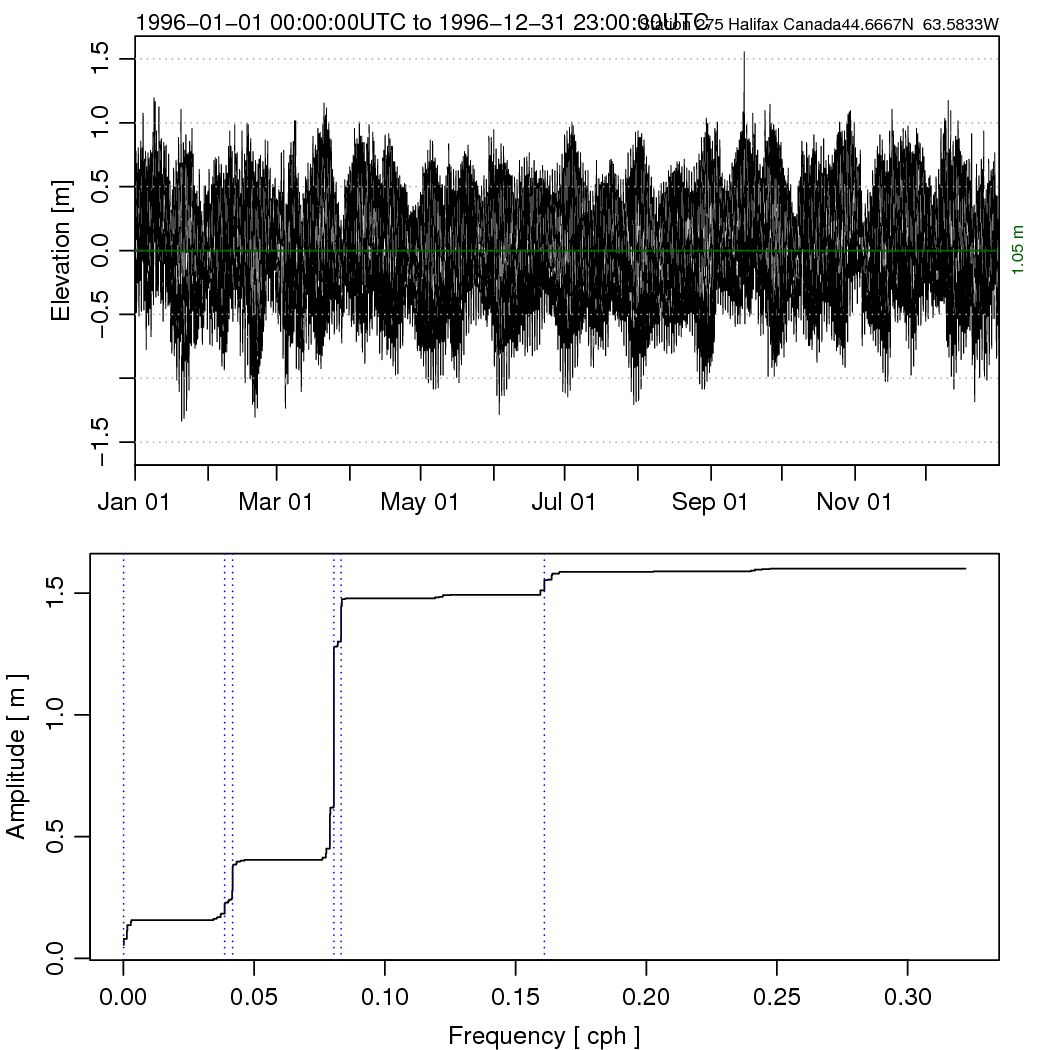 1996−01−01 00:00:00UTC to 1996−12−31 23:00:00UTC
Station 275 Halifax Canada44.6667N 63.5833W
1.5
1.0
0.5
0.0
−0.5
−1.5
Elevation [m]
1.05 m
Jan 01 Mar 01 May 01 Jul 01 Sep 01 Nov 01
1.5
1.0
0.5
0.0
Amplitude [ m ]
0.00 0.05 0.10 0.15 0.20 0.25 0.30
Frequency [ cph ]